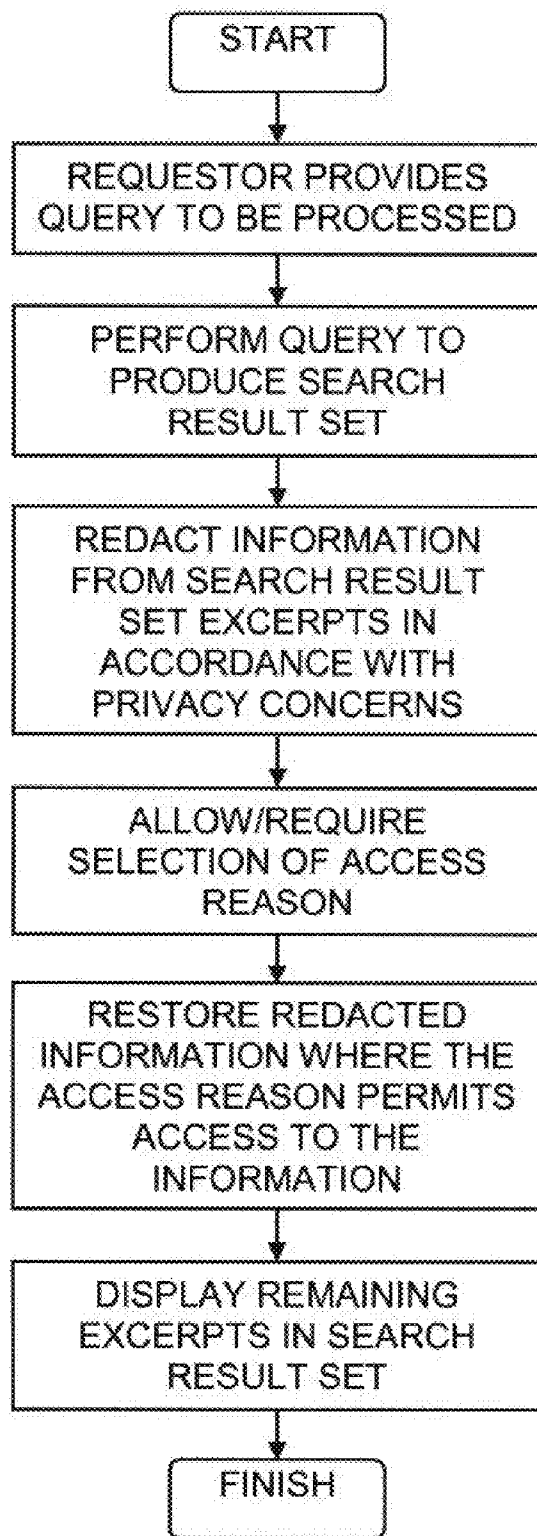 START
REQUESTOR PROVIDES
QUERY TO BE PROCESSED
PERFORM QUERY TO
PRODUCE SEARCH
RESULT SET
REDACT INFORMATION
FROM SEARCH RESULT
SET EXCERPTS IN
ACCORDANCE WITH
PRIVACY CONCERNS
ALLOW/REQUIRE
SELECTION OF ACCESS
REASON
RESTORE REDACTED
INFORMATION WHERE THE
ACCESS REASON PERMITS
ACCESS TO THE
INFORMATION
DISPLAY REMAINING
EXCERPTS IN SEARCH
RESULT SET
FINISH